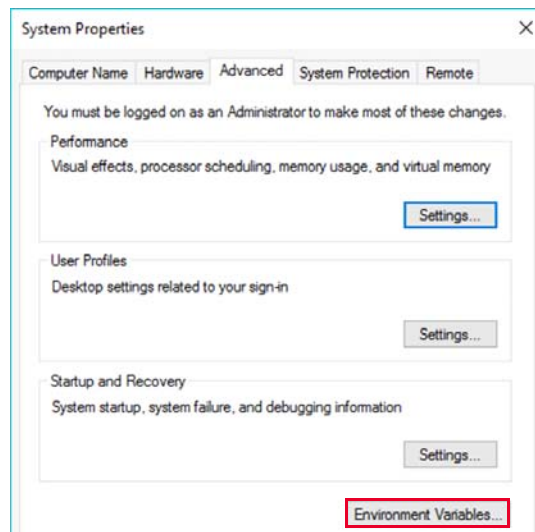 System Properties
Computer Name Hardware Advanced System Protection Remote
You must be logged on as an Administrator to make most of these changes.
Performance
Visual effects, processor scheduling, memory usage, and virtual memory
Settings...
User Profiles
Desktop settings related to your sign-in
Settings...
Startup and Recovery
System startup, system failure, and debugging information
Settings...
Environment Variables...